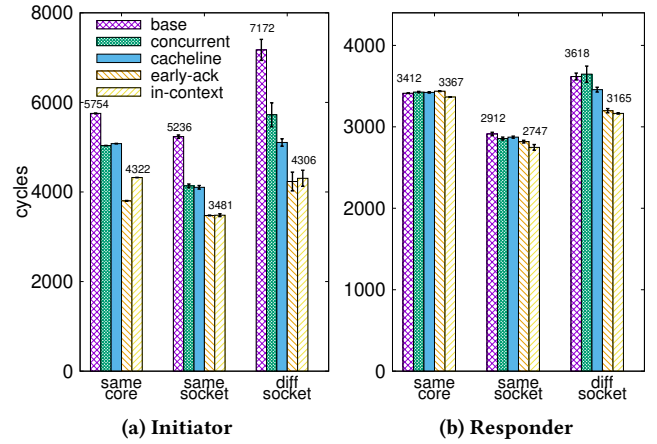 8000
6000
4000
2000
0
cycles
base
concurrent
cacheline
early-ack
in-context
5754
4322
5236
3481
7172
4306
same core
same socket
diff socket
(a) Initiator
4000
3000
2000
1000
0
3412
3367
2912
2747
3618
3165
same core
same socket
diff socket
(b) Responder